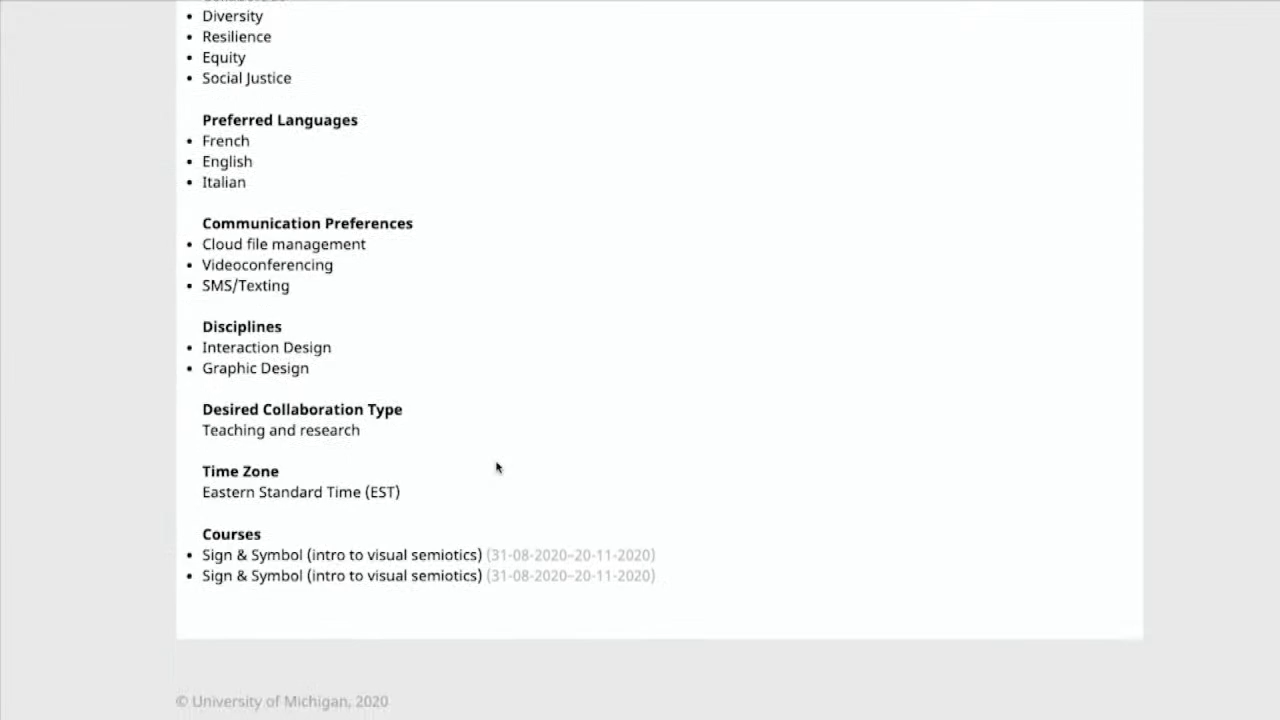 • Diversity
• Resilience
• Equity
• Social Justice
Preferred Languages
• French
• English
• Italian
Communication Preferences
• Cloud file management
• Videoconferencing
• SMS/Texting
Disciplines
• Interaction Design
• Graphic Design
Desired Collaboration Type
Teaching and research
Time Zone
Eastern Standard Time (EST)
Courses
• Sign & Symbol (intro to visual semiotics) (31-08-2020–20-11-2020)
• Sign & Symbol (intro to visual semiotics) (31-08-2020–20-11-2020)
© University of Michigan, 2020